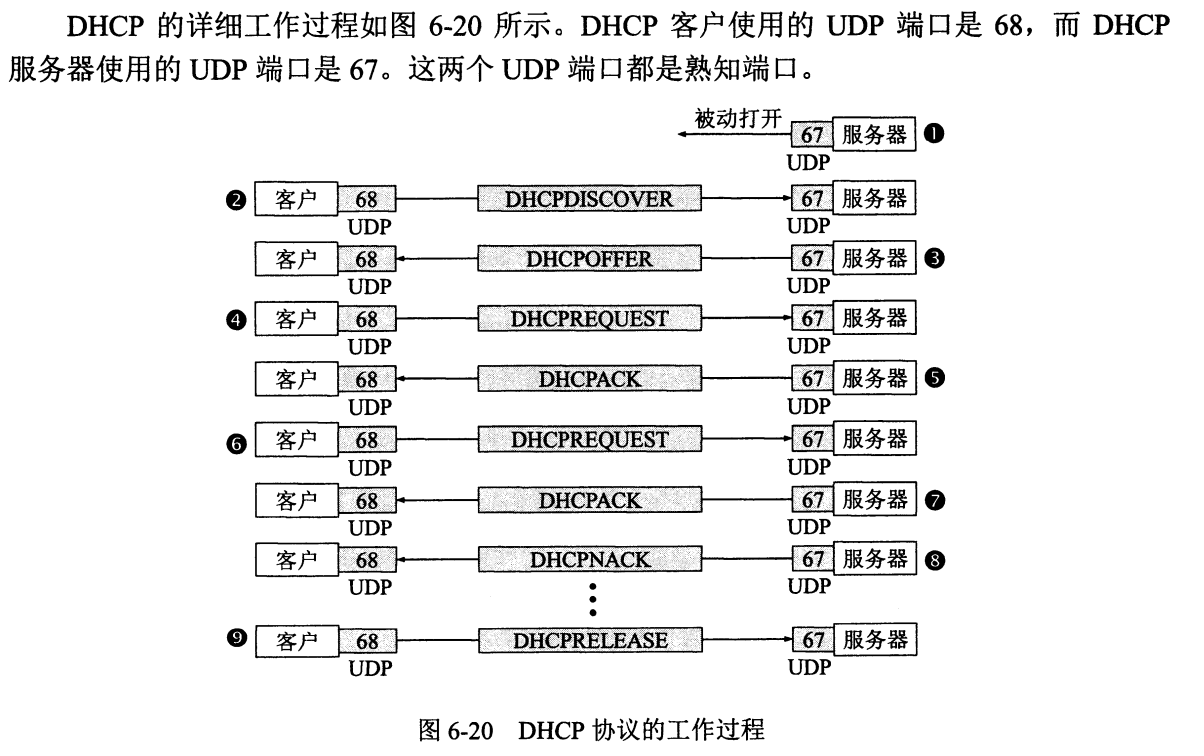 DHCP 的详细工作过程如图 6-20 所示。DHCP 客户使用的 UDP 端口是 68，而 DHCP
服务器使用的 UDP 端口是 67。这两个 UDP 端口都是熟知端口。
被动打开 67 服务器 ❶
UDP
❷ 客户 68 DHCPDISCOVER 67 服务器
UDP UDP
客户 68 DHCPOFFER 67 服务器 ❸
UDP UDP
❹ 客户 68 DHCPREQUEST 67 服务器
UDP UDP
客户 68 DHCPACK 67 服务器 ❺
UDP UDP
❻ 客户 68 DHCPREQUEST 67 服务器
UDP UDP
客户 68 DHCPACK 67 服务器 ❼
UDP UDP
客户 68 DHCPNACK 67 服务器 ❽
UDP UDP
❾ 客户 68 DHCPRELEASE 67 服务器
UDP UDP
图 6-20 DHCP 协议的工作过程